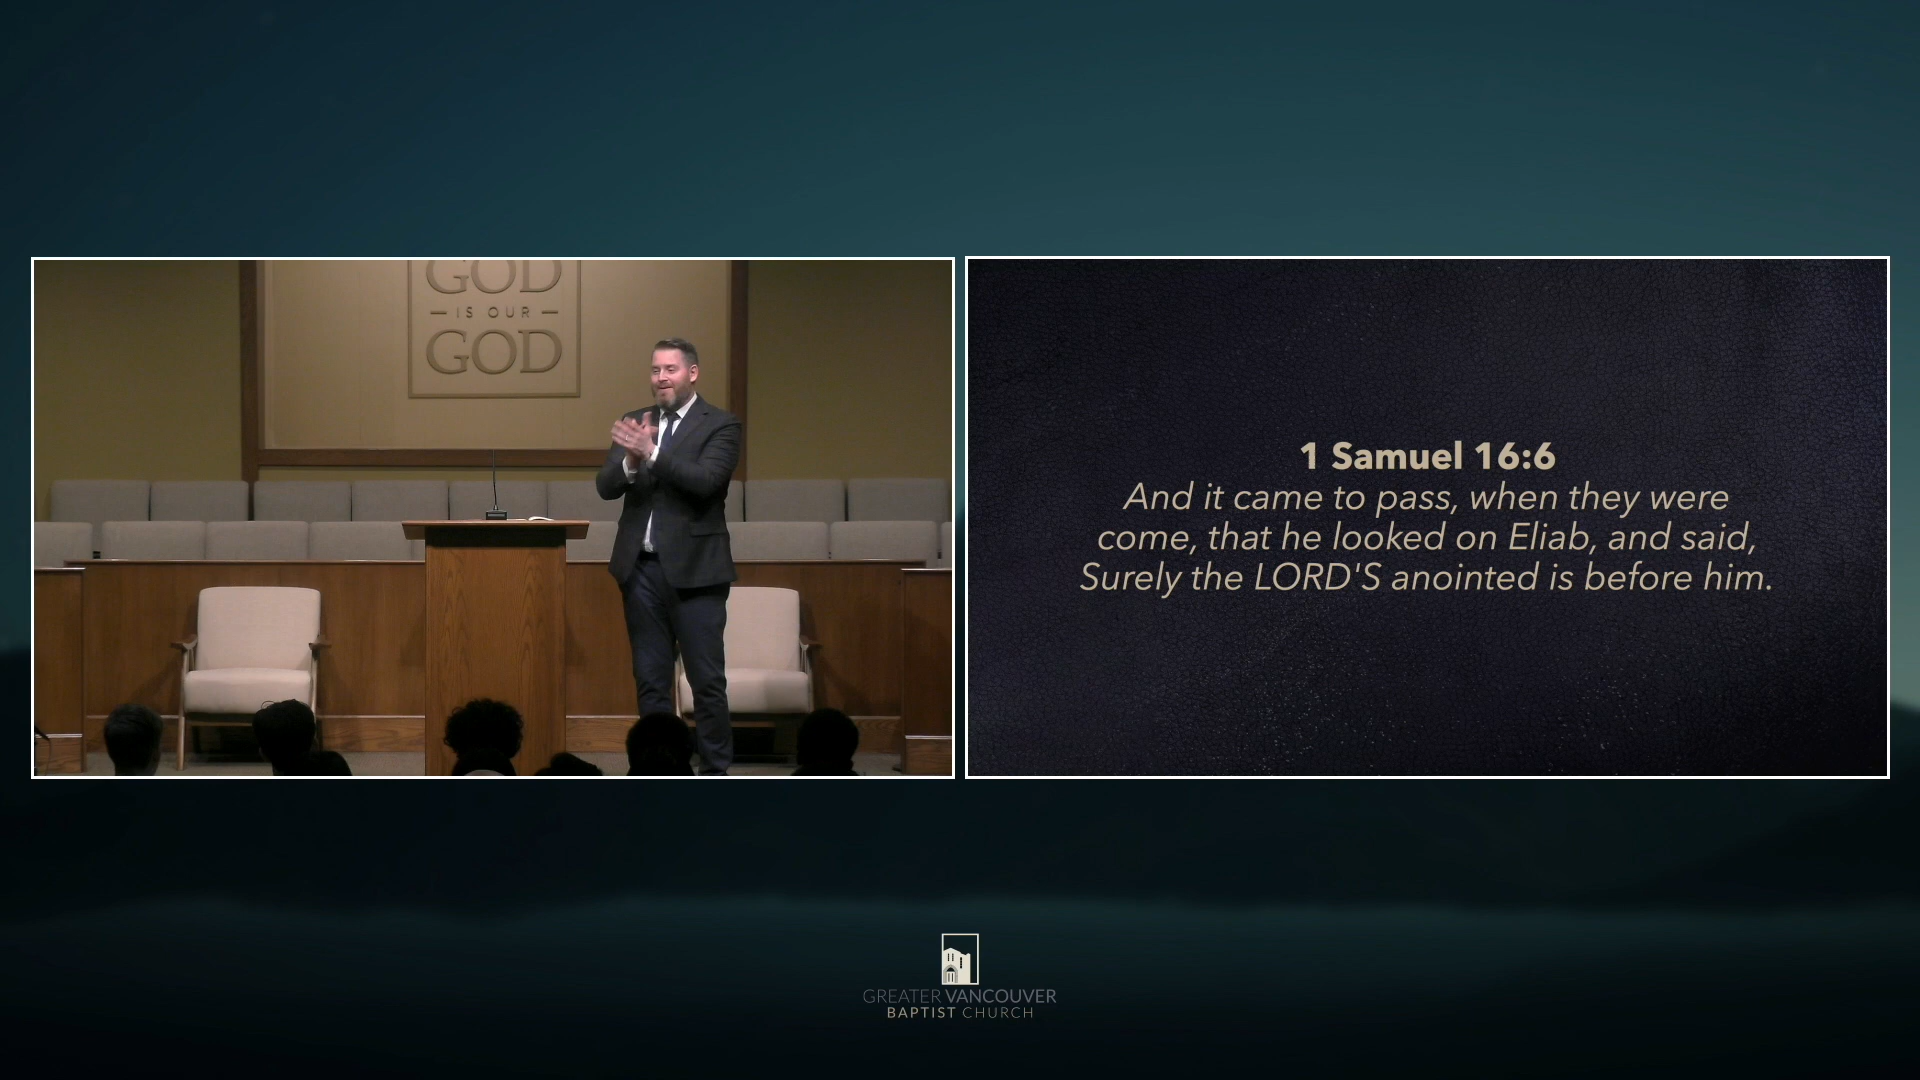 GOD
IS OUR
GOD
1 Samuel 16:6
And it came to pass, when they were
come, that he looked on Eliab, and said,
Surely the LORD'S anointed is before him.
GREATER VANCOUVER
BAPTIST CHURCH